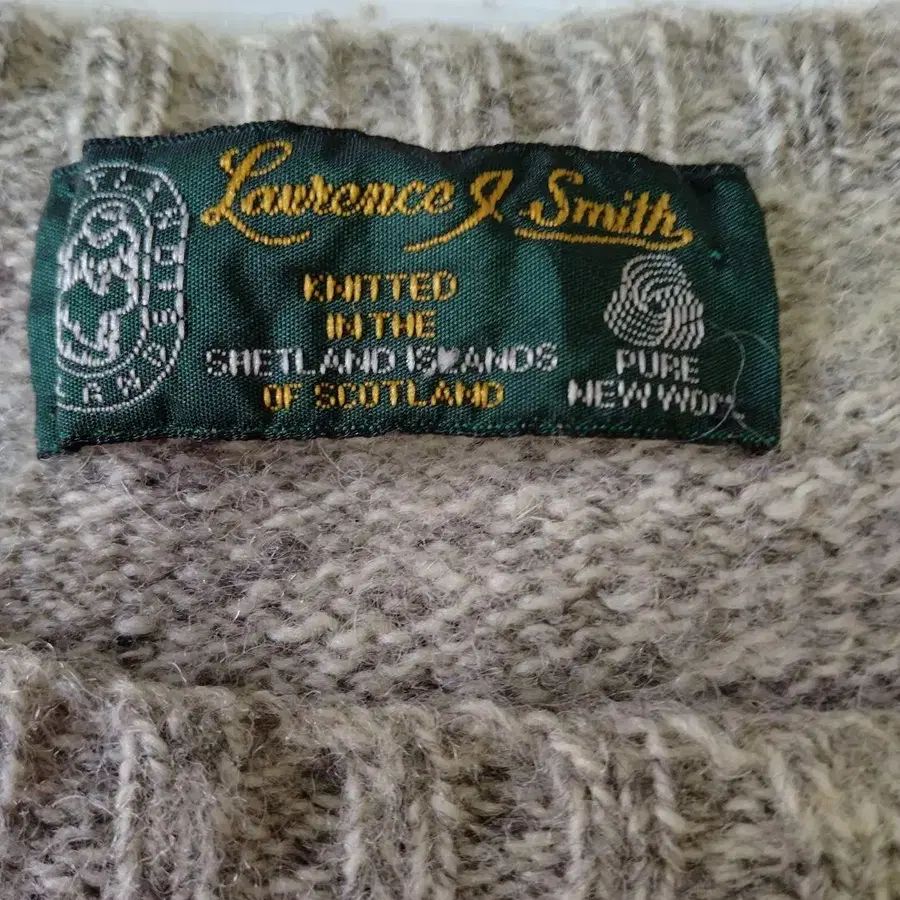 Lawrence J. Smith
KNITTED
IN THE
SHETLAND ISLANDS
OF SCOTLAND
PURE
NEW WOOL